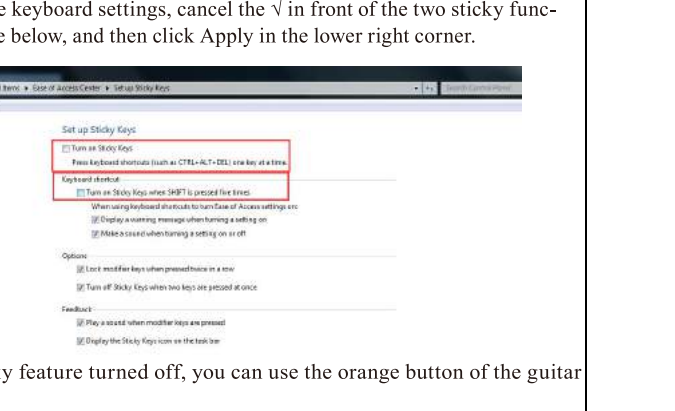 e keyboard settings, cancel the √ in front of the two sticky func-
e below, and then click Apply in the lower right corner.
Items ▸ Ease of Access Center ▸ Set up Sticky Keys
Search Control Panel
Set up Sticky Keys
Turn on Sticky Keys
Press keyboard shortcuts (such as CTRL+ALT+DEL) one key at a time.
Keyboard shortcut
Turn on Sticky Keys when SHIFT is pressed five times
When using keyboard shortcuts to turn Ease of Access settings on:
Display a warning message when turning a setting on
Make a sound when turning a setting on or off
Options
Lock modifier keys when pressed twice in a row
Turn off Sticky Keys when two keys are pressed at once
Feedback
Play a sound when modifier keys are pressed
Display the Sticky Keys icon on the task bar
y feature turned off, you can use the orange button of the guitar